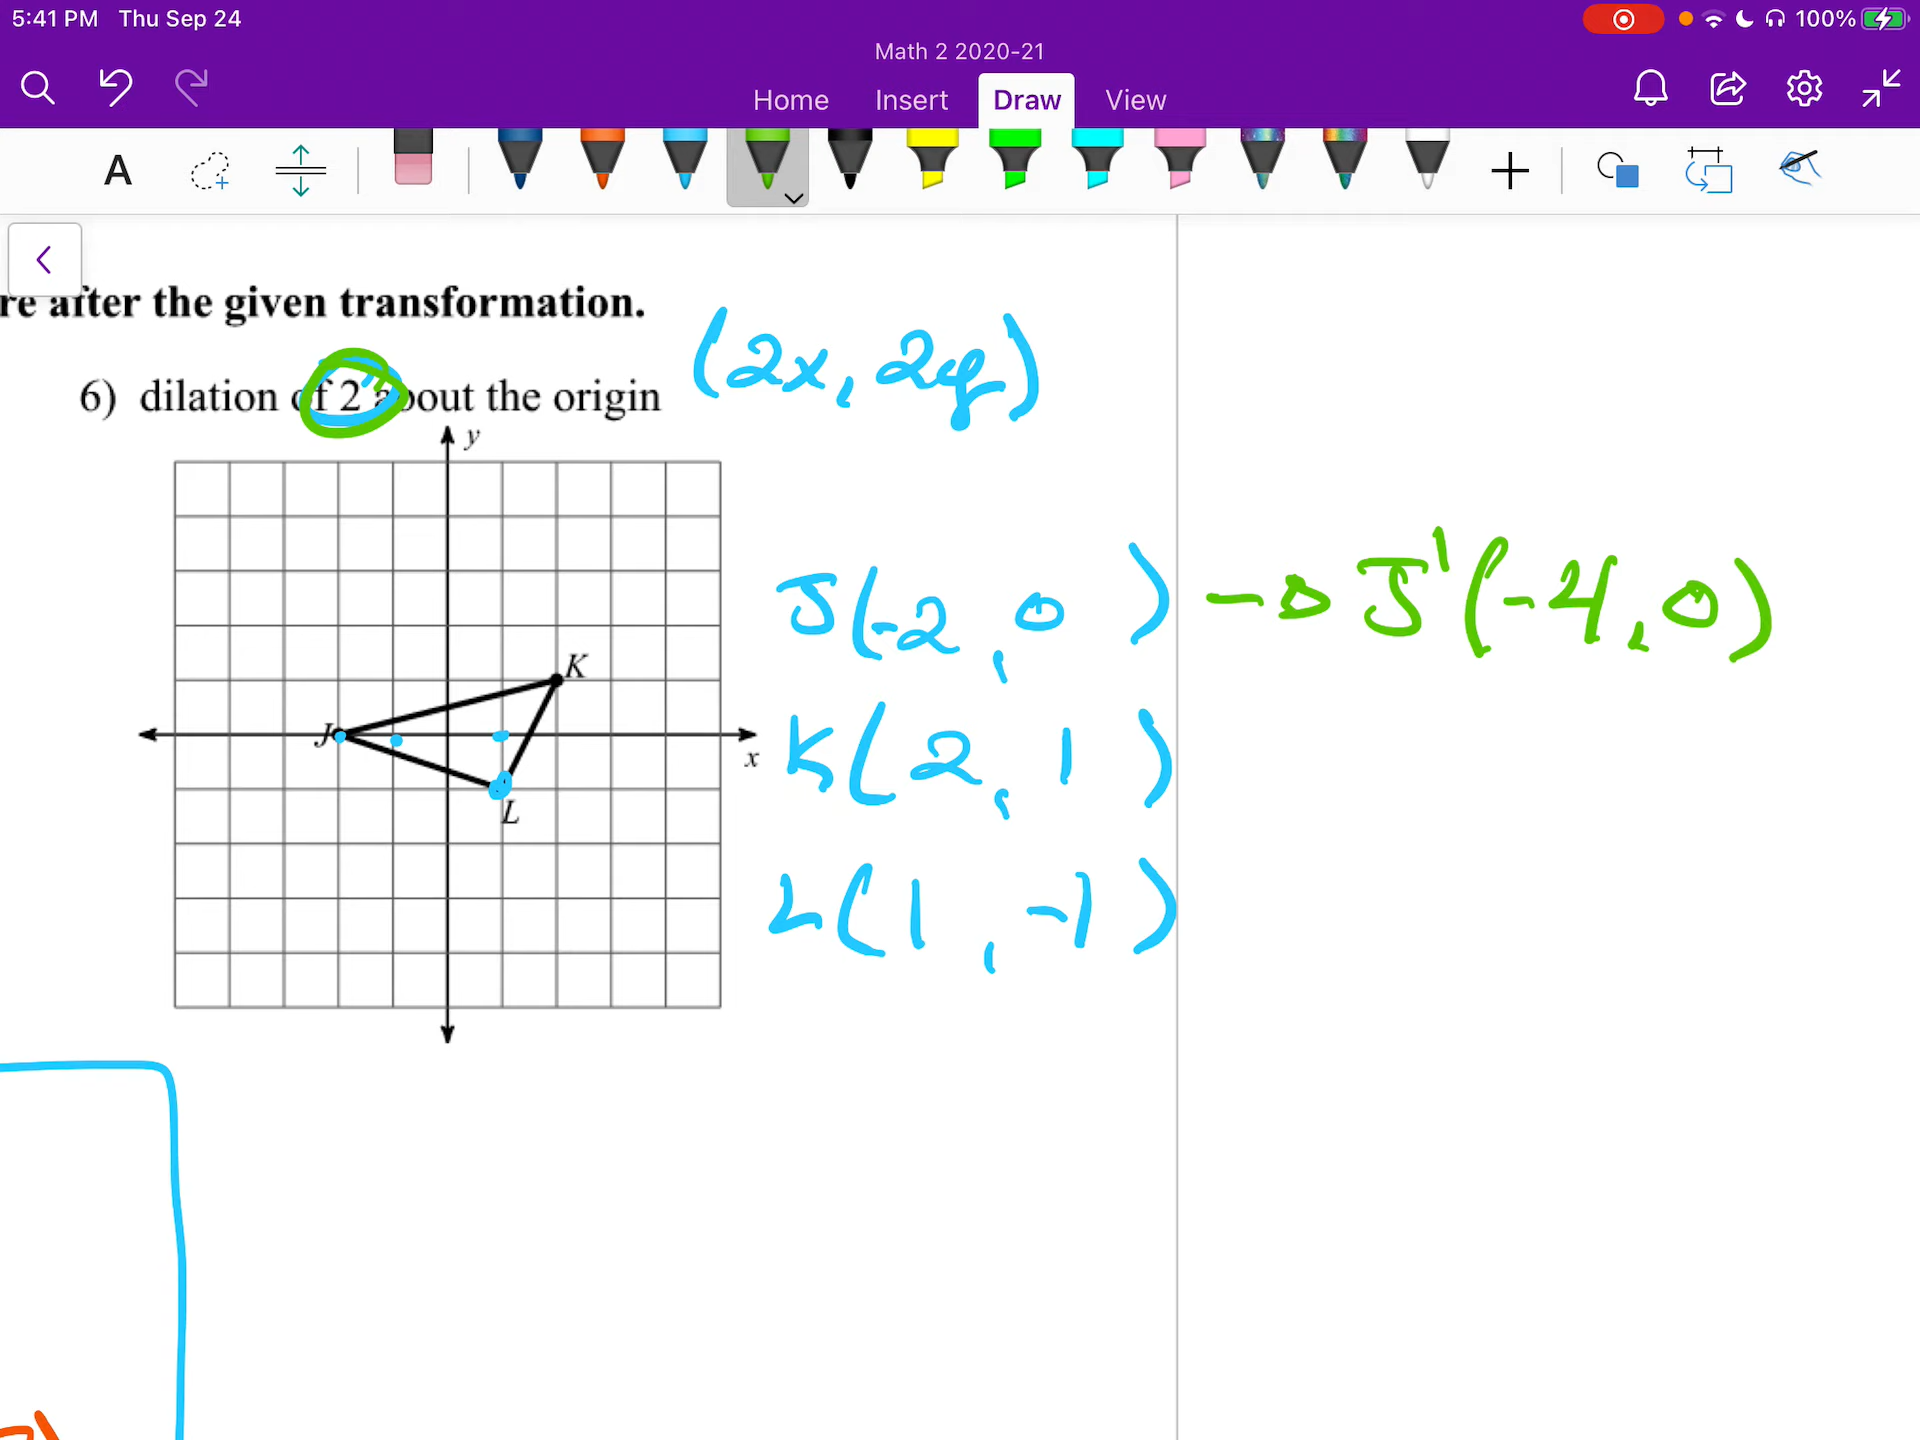 5:41 PM Thu Sep 24
100%
Math 2 2020-21
Home Insert Draw View
A
re after the given transformation.
(2x, 2y)
6) dilation of 2 about the origin
y
J(-2, 0) → J'(-4, 0)
K
J
x
K(2, 1)
L
L(1, -1)